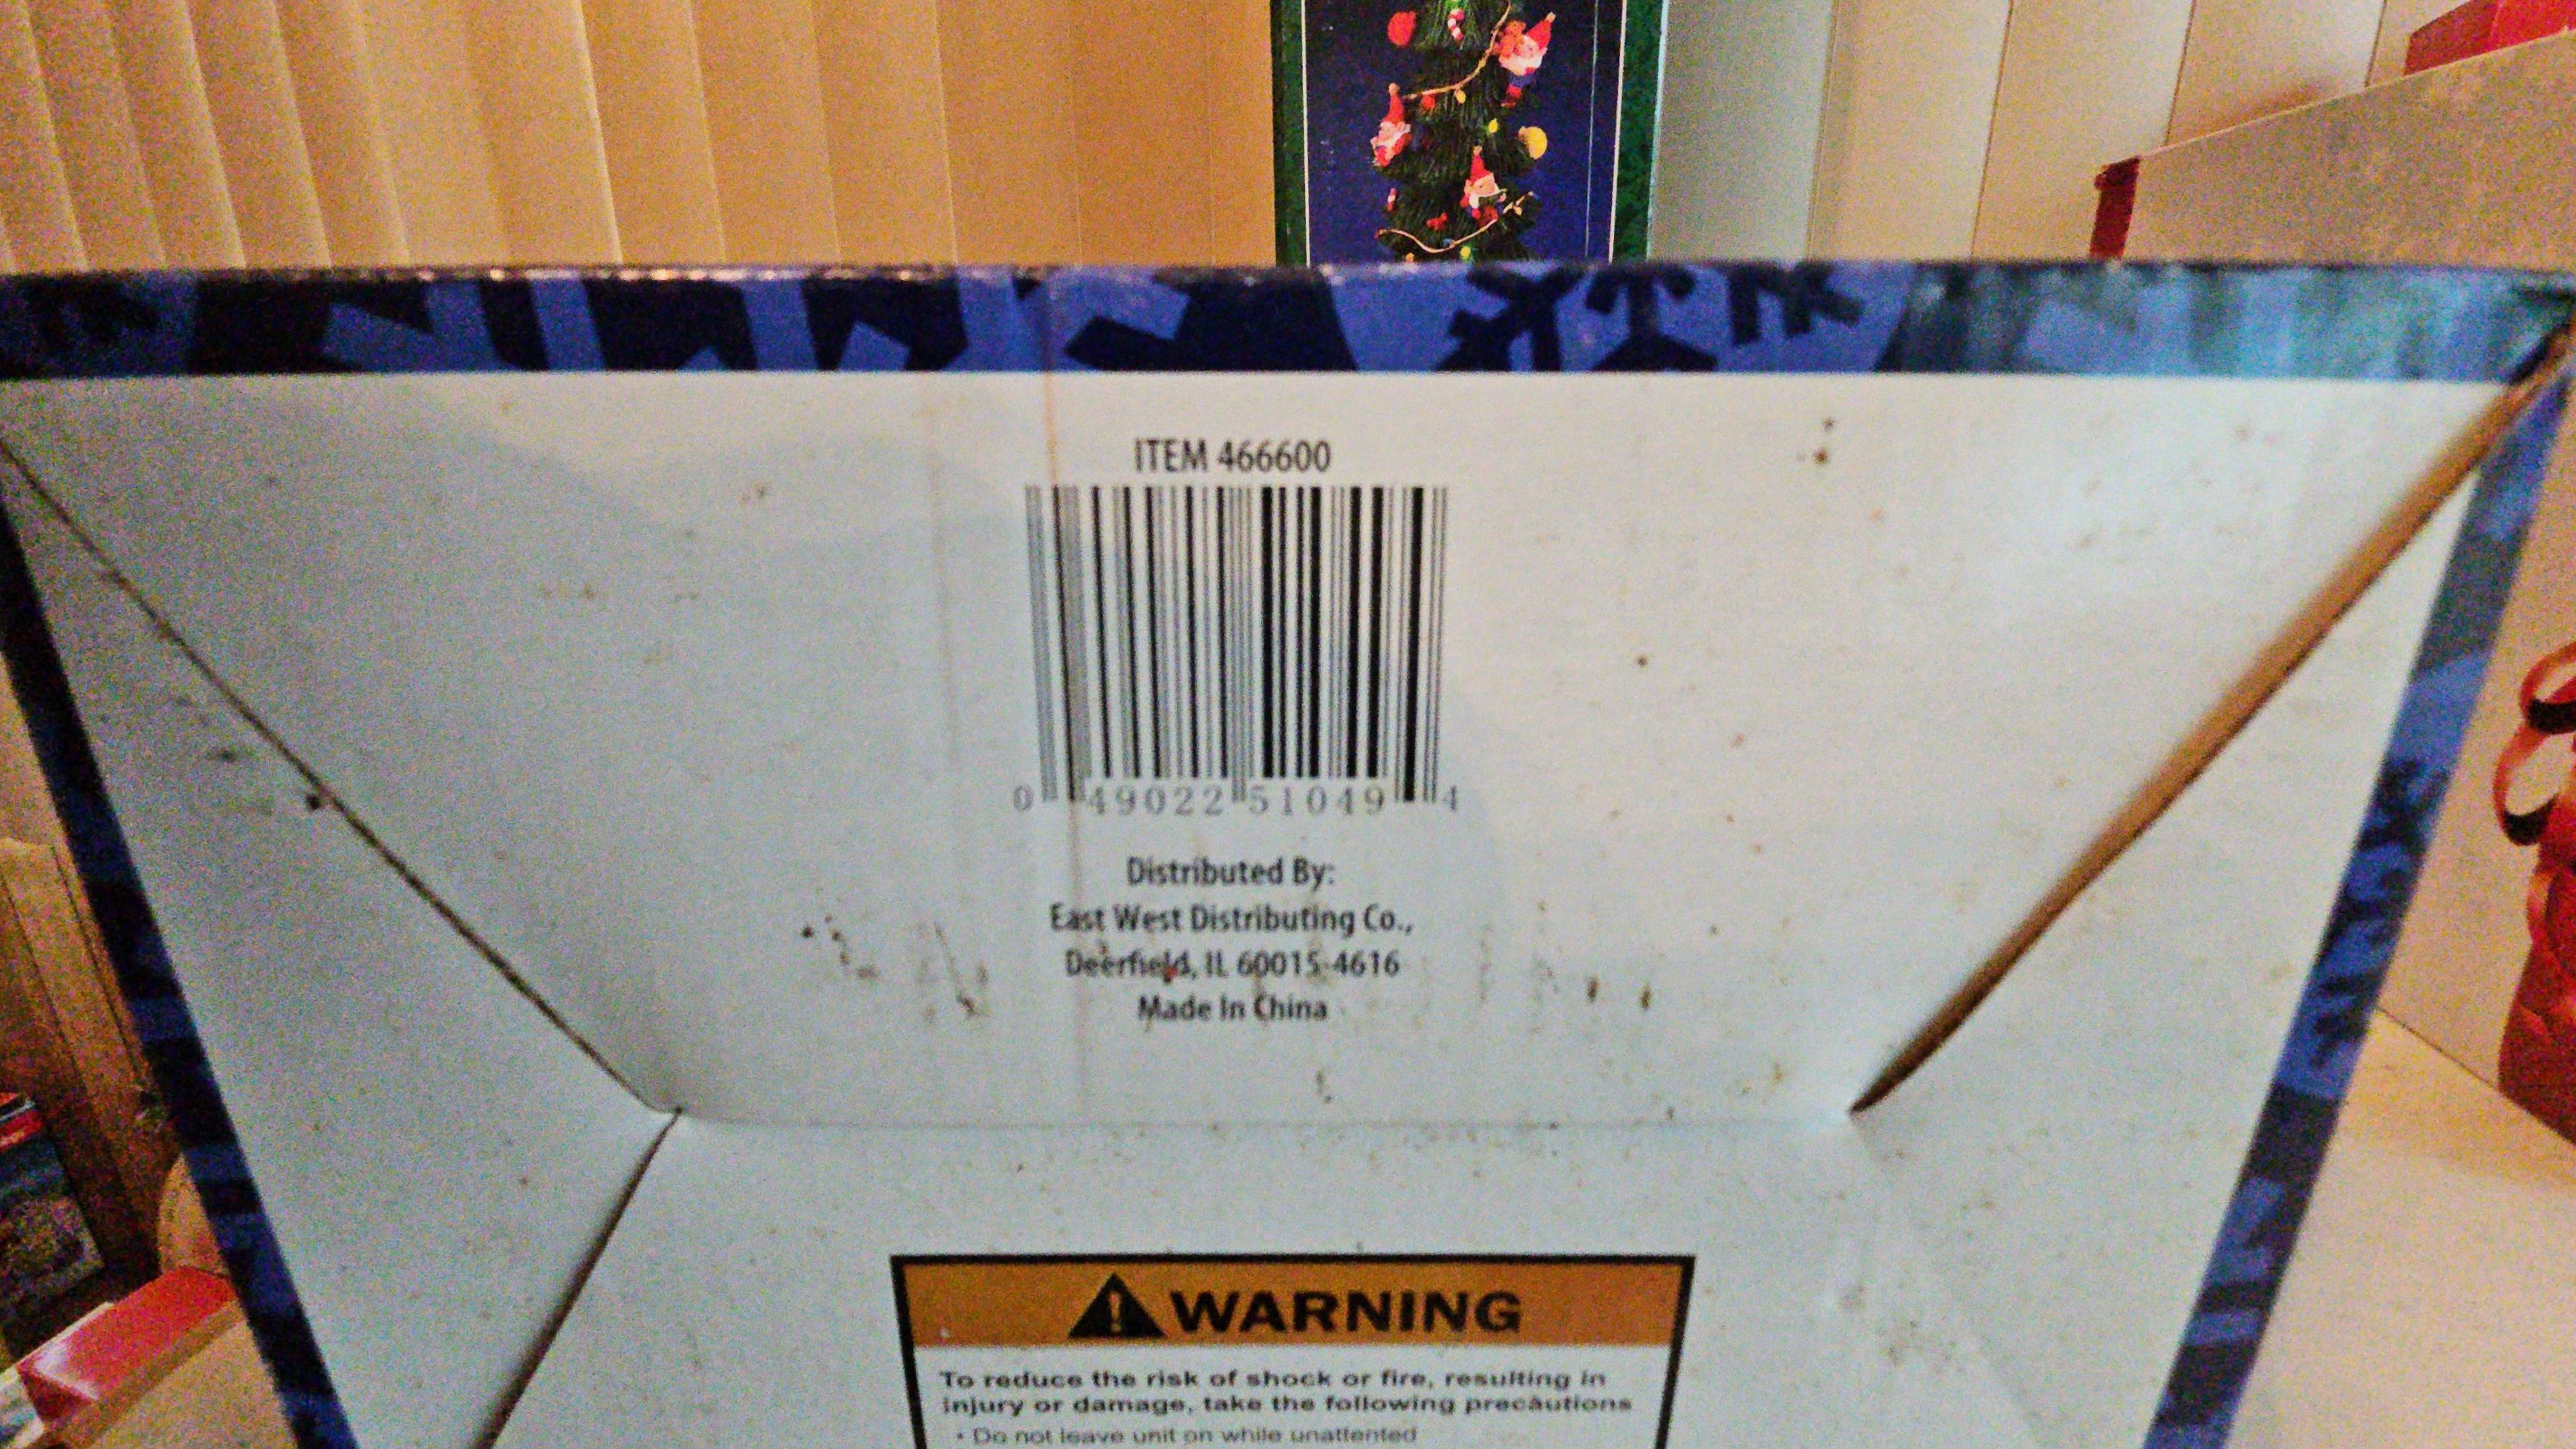 ITEM 466600
0 49022 51049 4
Distributed By:
East West Distributing Co.,
Deerfield, IL 60015-4616
Made In China
WARNING
To reduce the risk of shock or fire, resulting in
injury or damage, take the following precautions
• Do not leave unit on while unattented